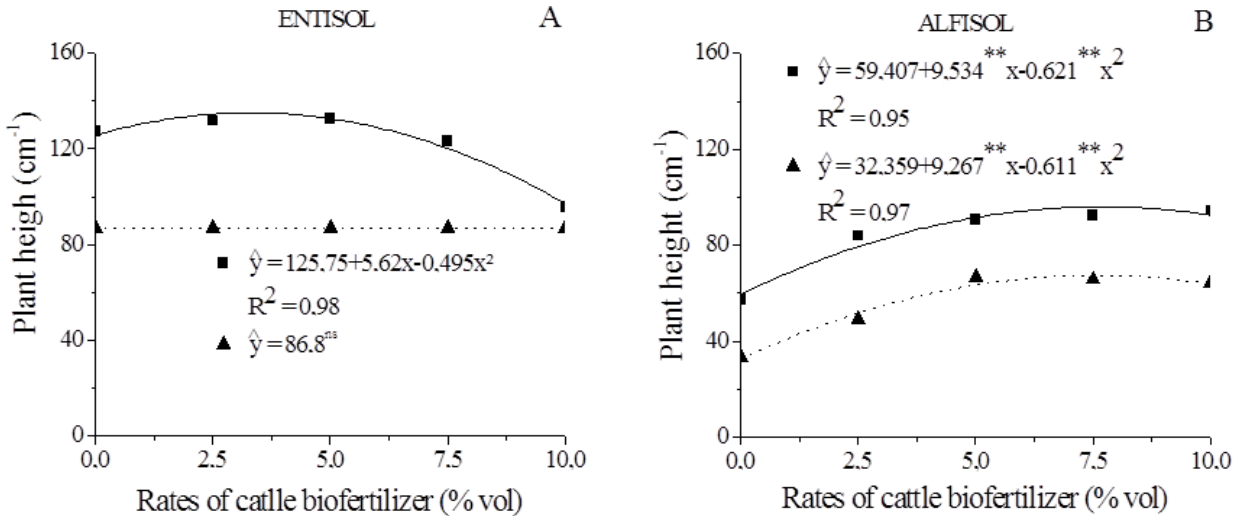 ENTISOL
A
160
120
80
40
0
Plant heigh (cm⁻¹)
■ ŷ = 125.75+5.62x-0.495x²
R² = 0.98
▲ ŷ = 86.8ⁿˢ
0.0 2.5 5.0 7.5 10.0
Rates of catlle biofertilizer (% vol)
ALFISOL
B
160
120
80
40
0
Plant height (cm⁻¹)
■ ŷ = 59.407+9.534**x-0.621**x²
R² = 0.95
▲ ŷ = 32.359+9.267**x-0.611**x²
R² = 0.97
0.0 2.5 5.0 7.5 10.0
Rates of cattle biofertilizer (% vol)